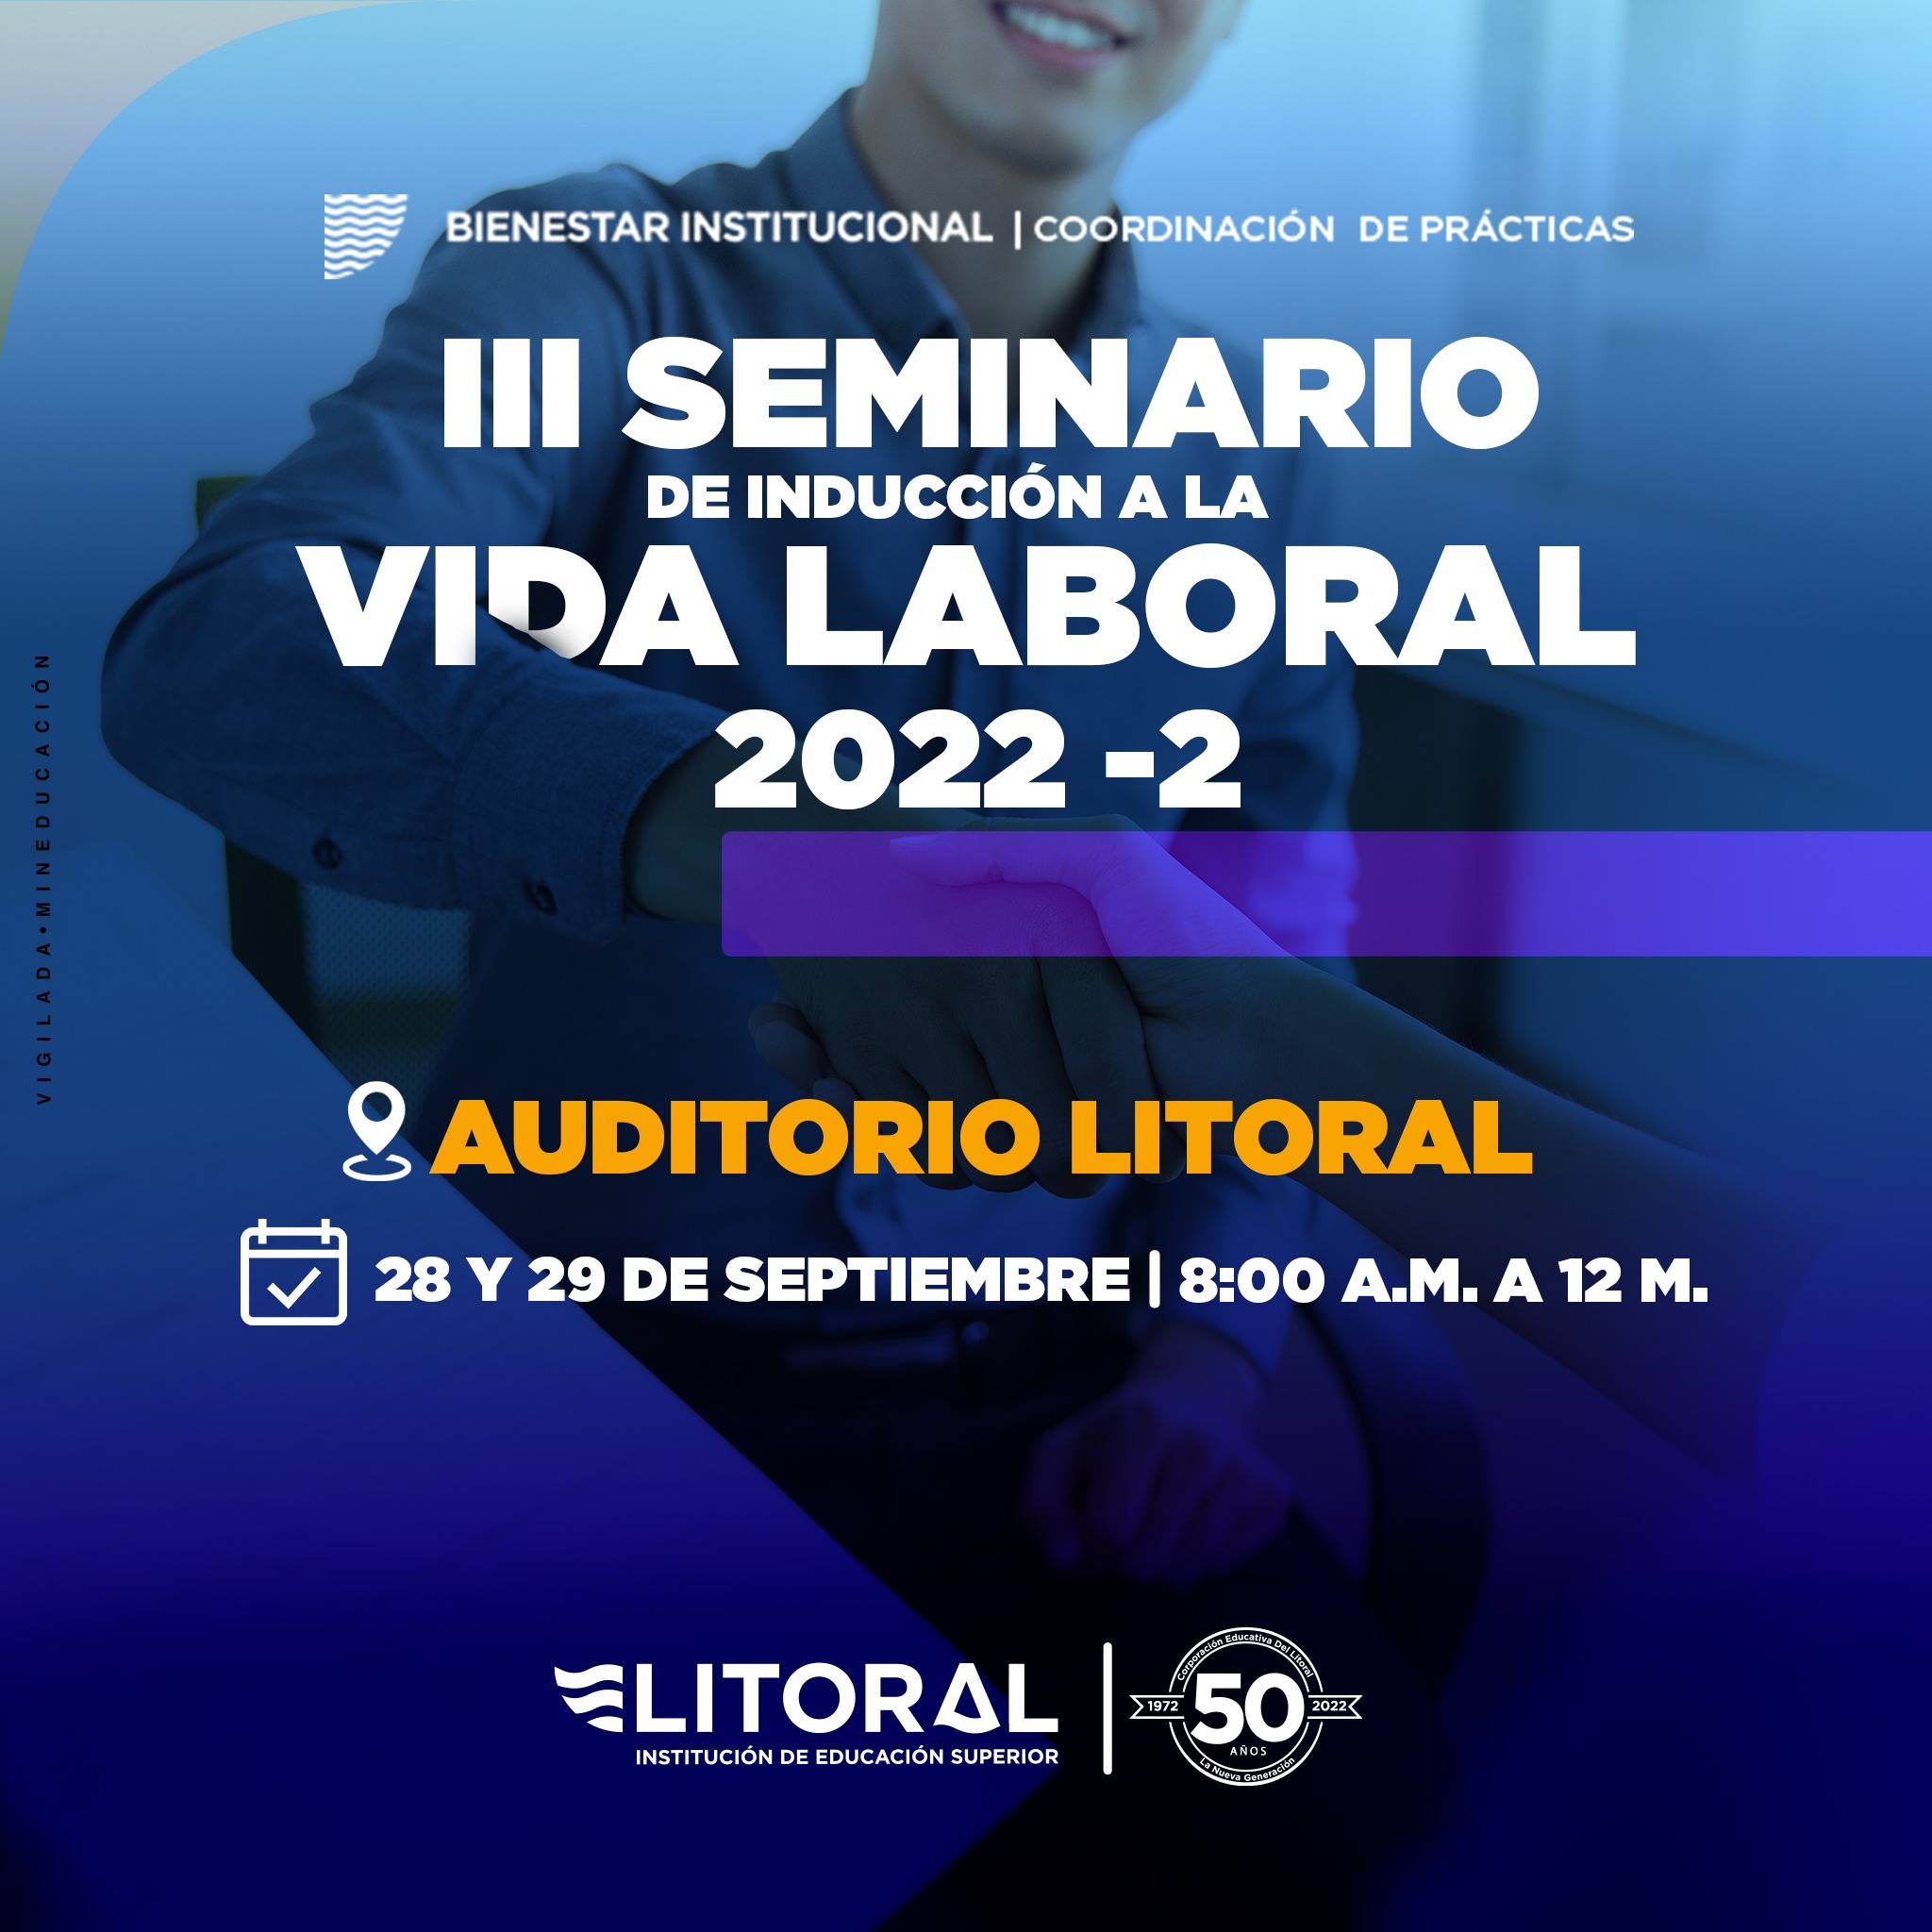 BIENESTAR INSTITUCIONAL | COORDINACIÓN DE PRÁCTICAS
III SEMINARIO
DE INDUCCIÓN A LA
VIDA LABORAL
2022 -2
VIGILADA•MINEDUCACIÓN
AUDITORIO LITORAL
28 Y 29 DE SEPTIEMBRE | 8:00 A.M. A 12 M.
LITORAL
INSTITUCIÓN DE EDUCACIÓN SUPERIOR
Corporación Educativa Del Litoral
1972 50 2022
AÑOS
La Nueva Generación